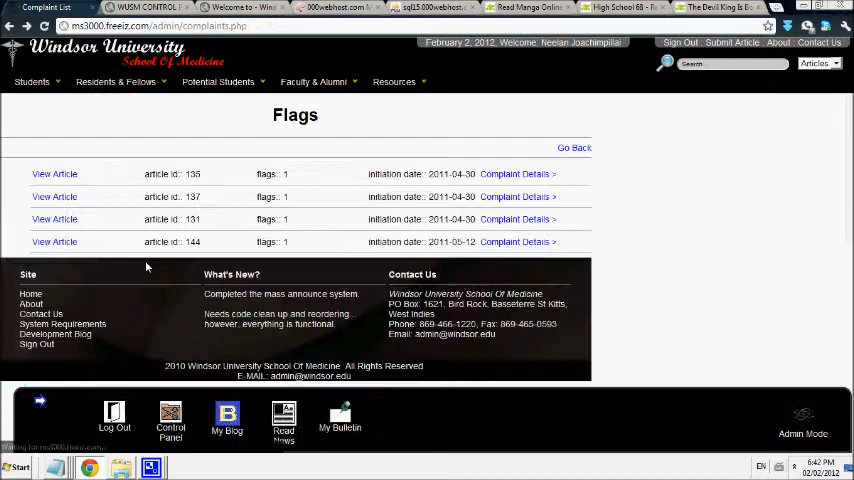 Complaint List
WUSM CONTROL F
Welcome to - Wind
000webhost.com M
sql15.000webhost.c
Read Manga Online
High School 68 - Re
The Devil King Is Bo
ms3000.freeiz.com/admin/complaints.php
Windsor University
School Of Medicine
February 2, 2012, Welcome: Neelan Joachimpillai
Sign Out Submit Article About Contact Us
Search...
Articles
Students
Residents & Fellows
Potential Students
Faculty & Alumni
Resources
Flags
Go Back
View Article article id:: 135 flags:: 1 initiation date:: 2011-04-30 Complaint Details >
View Article article id:: 137 flags:: 1 initiation date:: 2011-04-30 Complaint Details >
View Article article id:: 131 flags:: 1 initiation date:: 2011-04-30 Complaint Details >
View Article article id:: 144 flags:: 1 initiation date:: 2011-05-12 Complaint Details >
Site
Home
About
Contact Us
System Requirements
Development Blog
Sign Out
What's New?
Completed the mass announce system.
Needs code clean up and reordering...
however, everything is functional.
Contact Us
Windsor University School Of Medicine
PO Box: 1621, Bird Rock, Basseterre St Kitts,
West Indies
Phone: 869-466-1220, Fax: 869-465-0593
Email: admin@windsor.edu
2010 Windsor University School Of Medicine. All Rights Reserved
E-MAIL: admin@windsor.edu
Log Out
Control
Panel
B
My Blog
Read
News
My Bulletin
Admin Mode
Waiting for ms3000.freeiz.com...
Start
EN
6:42 PM
02/02/2012